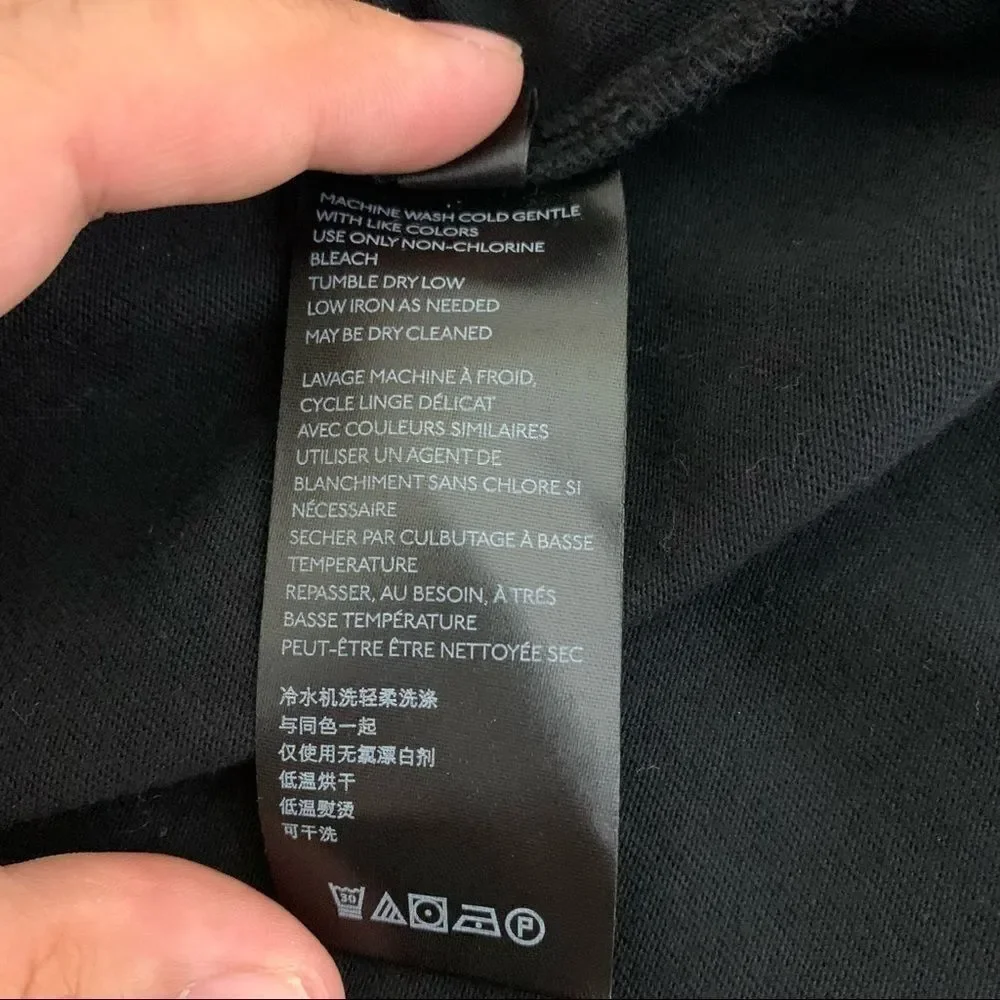 MACHINE WASH COLD GENTLE
WITH LIKE COLORS
USE ONLY NON-CHLORINE
BLEACH
TUMBLE DRY LOW
LOW IRON AS NEEDED
MAY BE DRY CLEANED
LAVAGE MACHINE À FROID,
CYCLE LINGE DÉLICAT
AVEC COULEURS SIMILAIRES
UTILISER UN AGENT DE
BLANCHIMENT SANS CHLORE SI
NÉCESSAIRE
SECHER PAR CULBUTAGE À BASSE
TEMPERATURE
REPASSER, AU BESOIN, À TRÉS
BASSE TEMPÉRATURE
PEUT-ÊTRE ÊTRE NETTOYÉE SEC
冷水机洗轻柔洗涤
与同色一起
仅使用无氯漂白剂
低温烘干
低温熨烫
可干洗
30 P